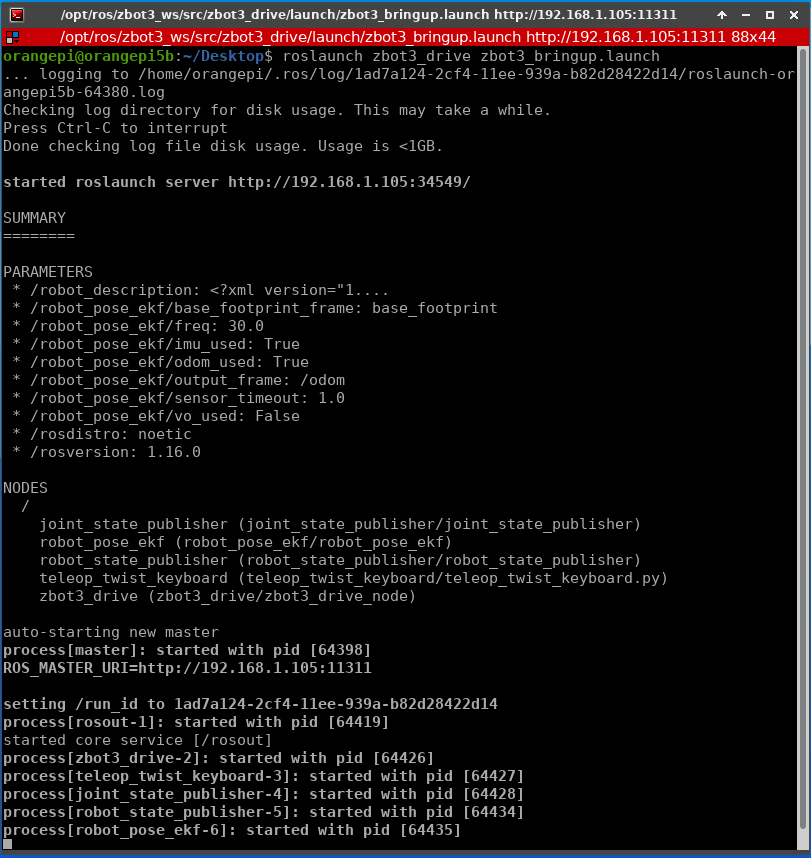 /opt/ros/zbot3_ws/src/zbot3_drive/launch/zbot3_bringup.launch http://192.168.1.105:11311
/opt/ros/zbot3_ws/src/zbot3_drive/launch/zbot3_bringup.launch http://192.168.1.105:11311 88x44
orangepi@orangepi5b:~/Desktop$ roslaunch zbot3_drive zbot3_bringup.launch
... logging to /home/orangepi/.ros/log/1ad7a124-2cf4-11ee-939a-b82d28422d14/roslaunch-or
angepi5b-64380.log
Checking log directory for disk usage. This may take a while.
Press Ctrl-C to interrupt
Done checking log file disk usage. Usage is <1GB.

started roslaunch server http://192.168.1.105:34549/

SUMMARY
========

PARAMETERS
 * /robot_description: <?xml version="1....
 * /robot_pose_ekf/base_footprint_frame: base_footprint
 * /robot_pose_ekf/freq: 30.0
 * /robot_pose_ekf/imu_used: True
 * /robot_pose_ekf/odom_used: True
 * /robot_pose_ekf/output_frame: /odom
 * /robot_pose_ekf/sensor_timeout: 1.0
 * /robot_pose_ekf/vo_used: False
 * /rosdistro: noetic
 * /rosversion: 1.16.0

NODES
  /
    joint_state_publisher (joint_state_publisher/joint_state_publisher)
    robot_pose_ekf (robot_pose_ekf/robot_pose_ekf)
    robot_state_publisher (robot_state_publisher/robot_state_publisher)
    teleop_twist_keyboard (teleop_twist_keyboard/teleop_twist_keyboard.py)
    zbot3_drive (zbot3_drive/zbot3_drive_node)

auto-starting new master
process[master]: started with pid [64398]
ROS_MASTER_URI=http://192.168.1.105:11311

setting /run_id to 1ad7a124-2cf4-11ee-939a-b82d28422d14
process[rosout-1]: started with pid [64419]
started core service [/rosout]
process[zbot3_drive-2]: started with pid [64426]
process[teleop_twist_keyboard-3]: started with pid [64427]
process[joint_state_publisher-4]: started with pid [64428]
process[robot_state_publisher-5]: started with pid [64434]
process[robot_pose_ekf-6]: started with pid [64435]